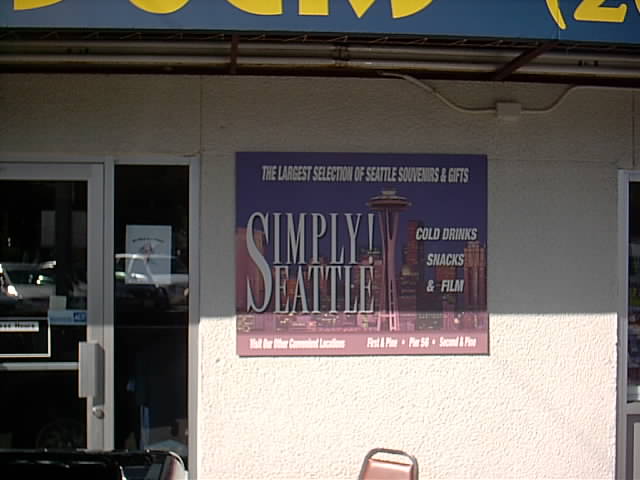 THE LARGEST SELECTION OF SEATTLE SOUVENIRS & GIFTS
SIMPLY!
SEATTLE
COLD DRINKS
SNACKS
& FILM
Visit Our Other Convenient Locations
First & Pine • Pier 56 • Second & Pine